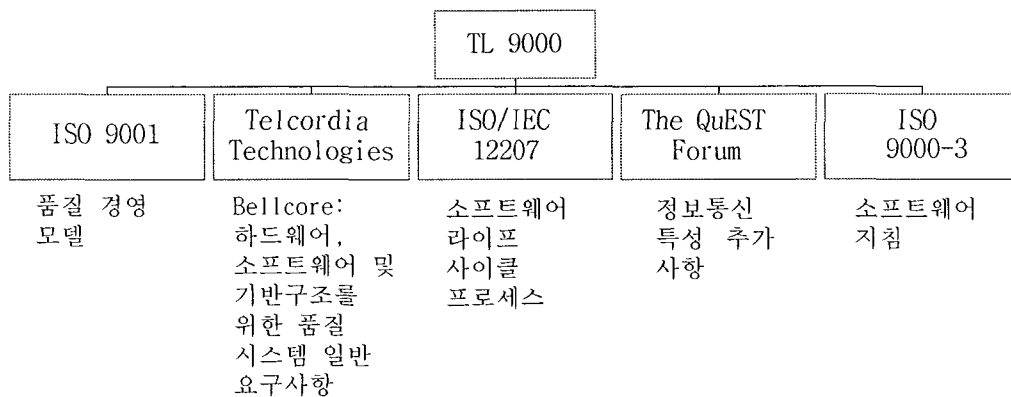 TL 9000
ISO 9001
Telcordia
Technologies
ISO/IEC
12207
The QuEST
Forum
ISO
9000-3
품질 경영
모델
Bellcore:
하드웨어,
소프트웨어 및
기반구조를
위한 품질
시스템 일반
요구사항
소프트웨어
라이프
사이클
프로세스
정보통신
특성 추가
사항
소프트웨어
지침